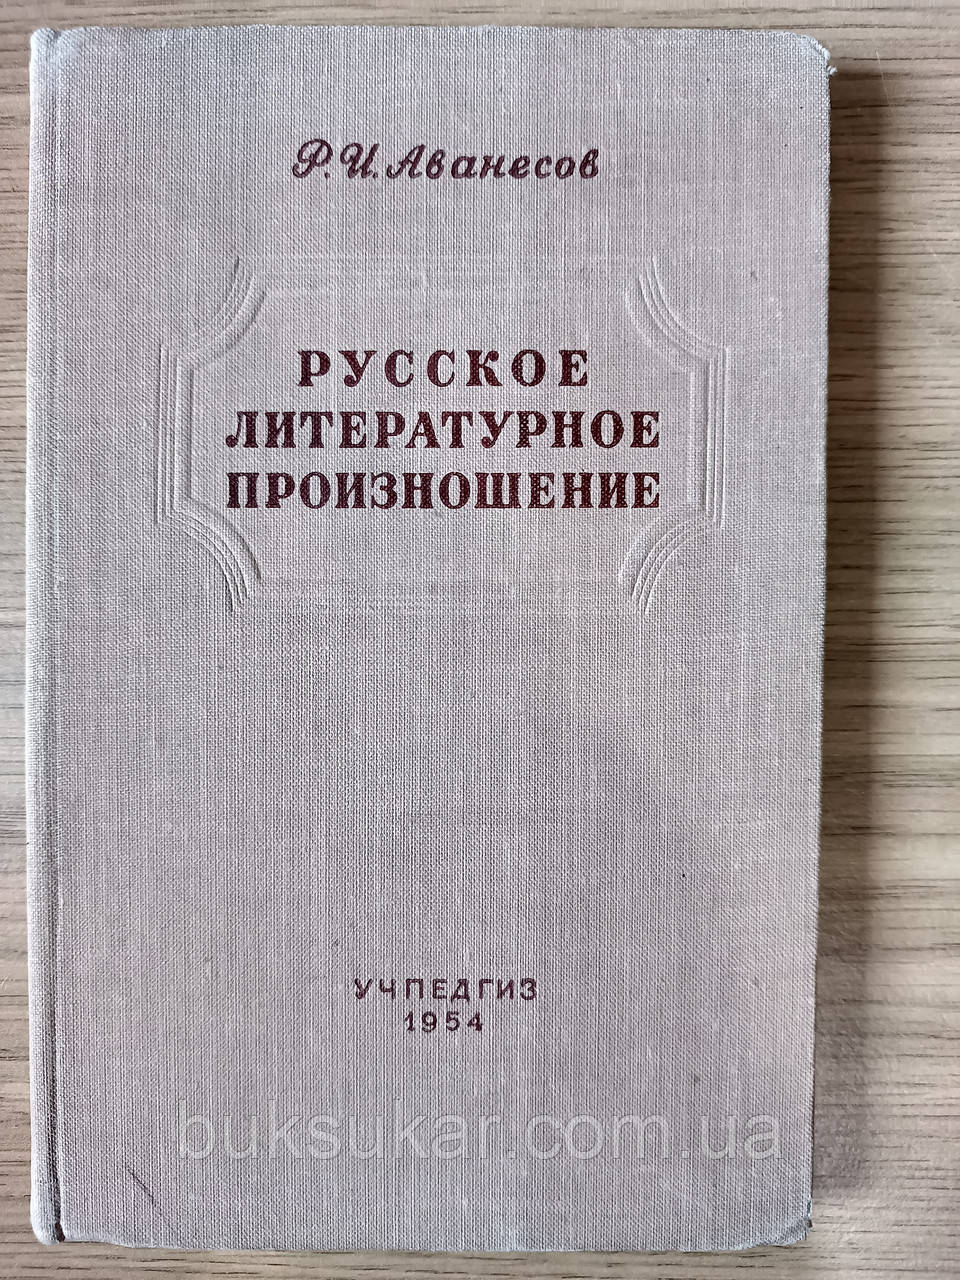 Р. И. Аванесов
РУССКОЕ
ЛИТЕРАТУРНОЕ
ПРОИЗНОШЕНИЕ
УЧПЕДГИЗ
1954
buksukar.com.ua